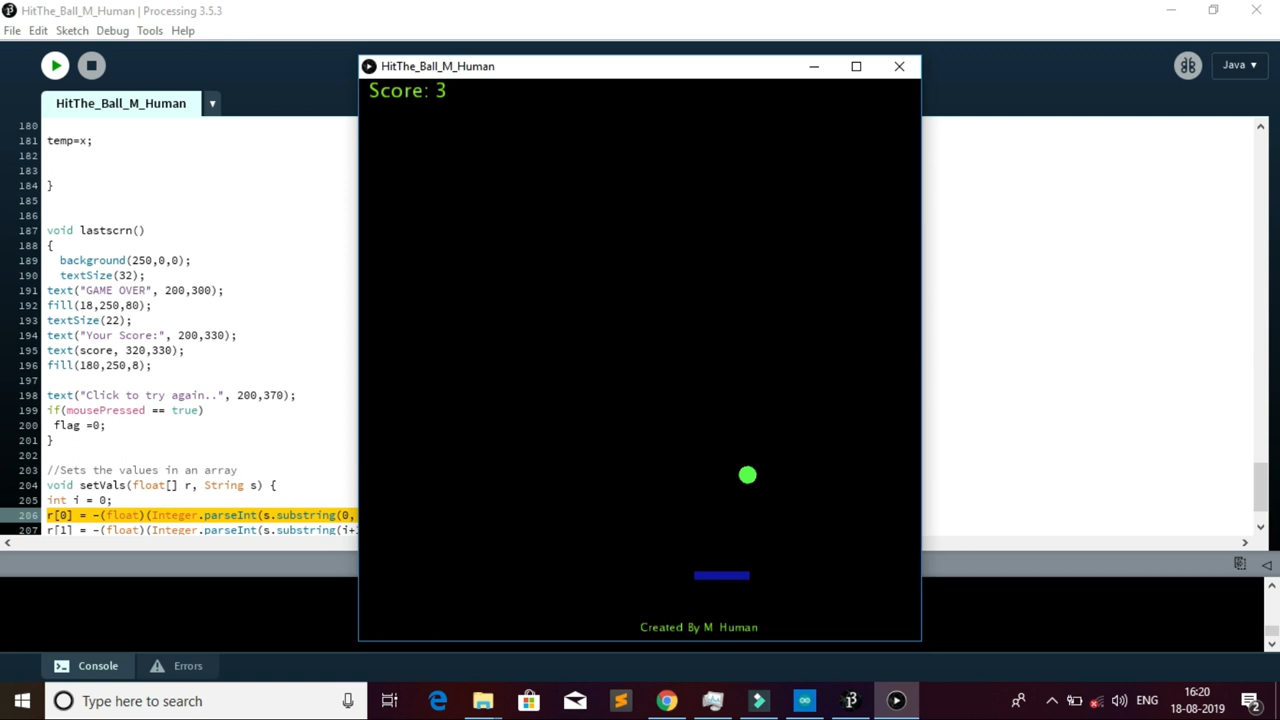 HitThe_Ball_M_Human | Processing 3.5.3
File Edit Sketch Debug Tools Help
Java ▾
HitThe_Ball_M_Human
HitThe_Ball_M_Human
Score: 3
180
181 temp=x;
182
183
184 }
185
186
187 void lastscrn()
188 {
189 background(250,0,0);
190 textSize(32);
191 text("GAME OVER", 200,300);
192 fill(18,250,80);
193 textSize(22);
194 text("Your Score:", 200,330);
195 text(score, 320,330);
196 fill(180,250,8);
197
198 text("Click to try again..", 200,370);
199 if(mousePressed == true)
200 flag =0;
201 }
202
203 //Sets the values in an array
204 void setVals(float[] r, String s) {
205 int i = 0;
206 r[0] = -(float)(Integer.parseInt(s.substring(0,
207 r[1] = -(float)(Integer.parseInt(s.substring(i+
Created By M Human
Console Errors
Type here to search
ENG
16:20
18-08-2019
2